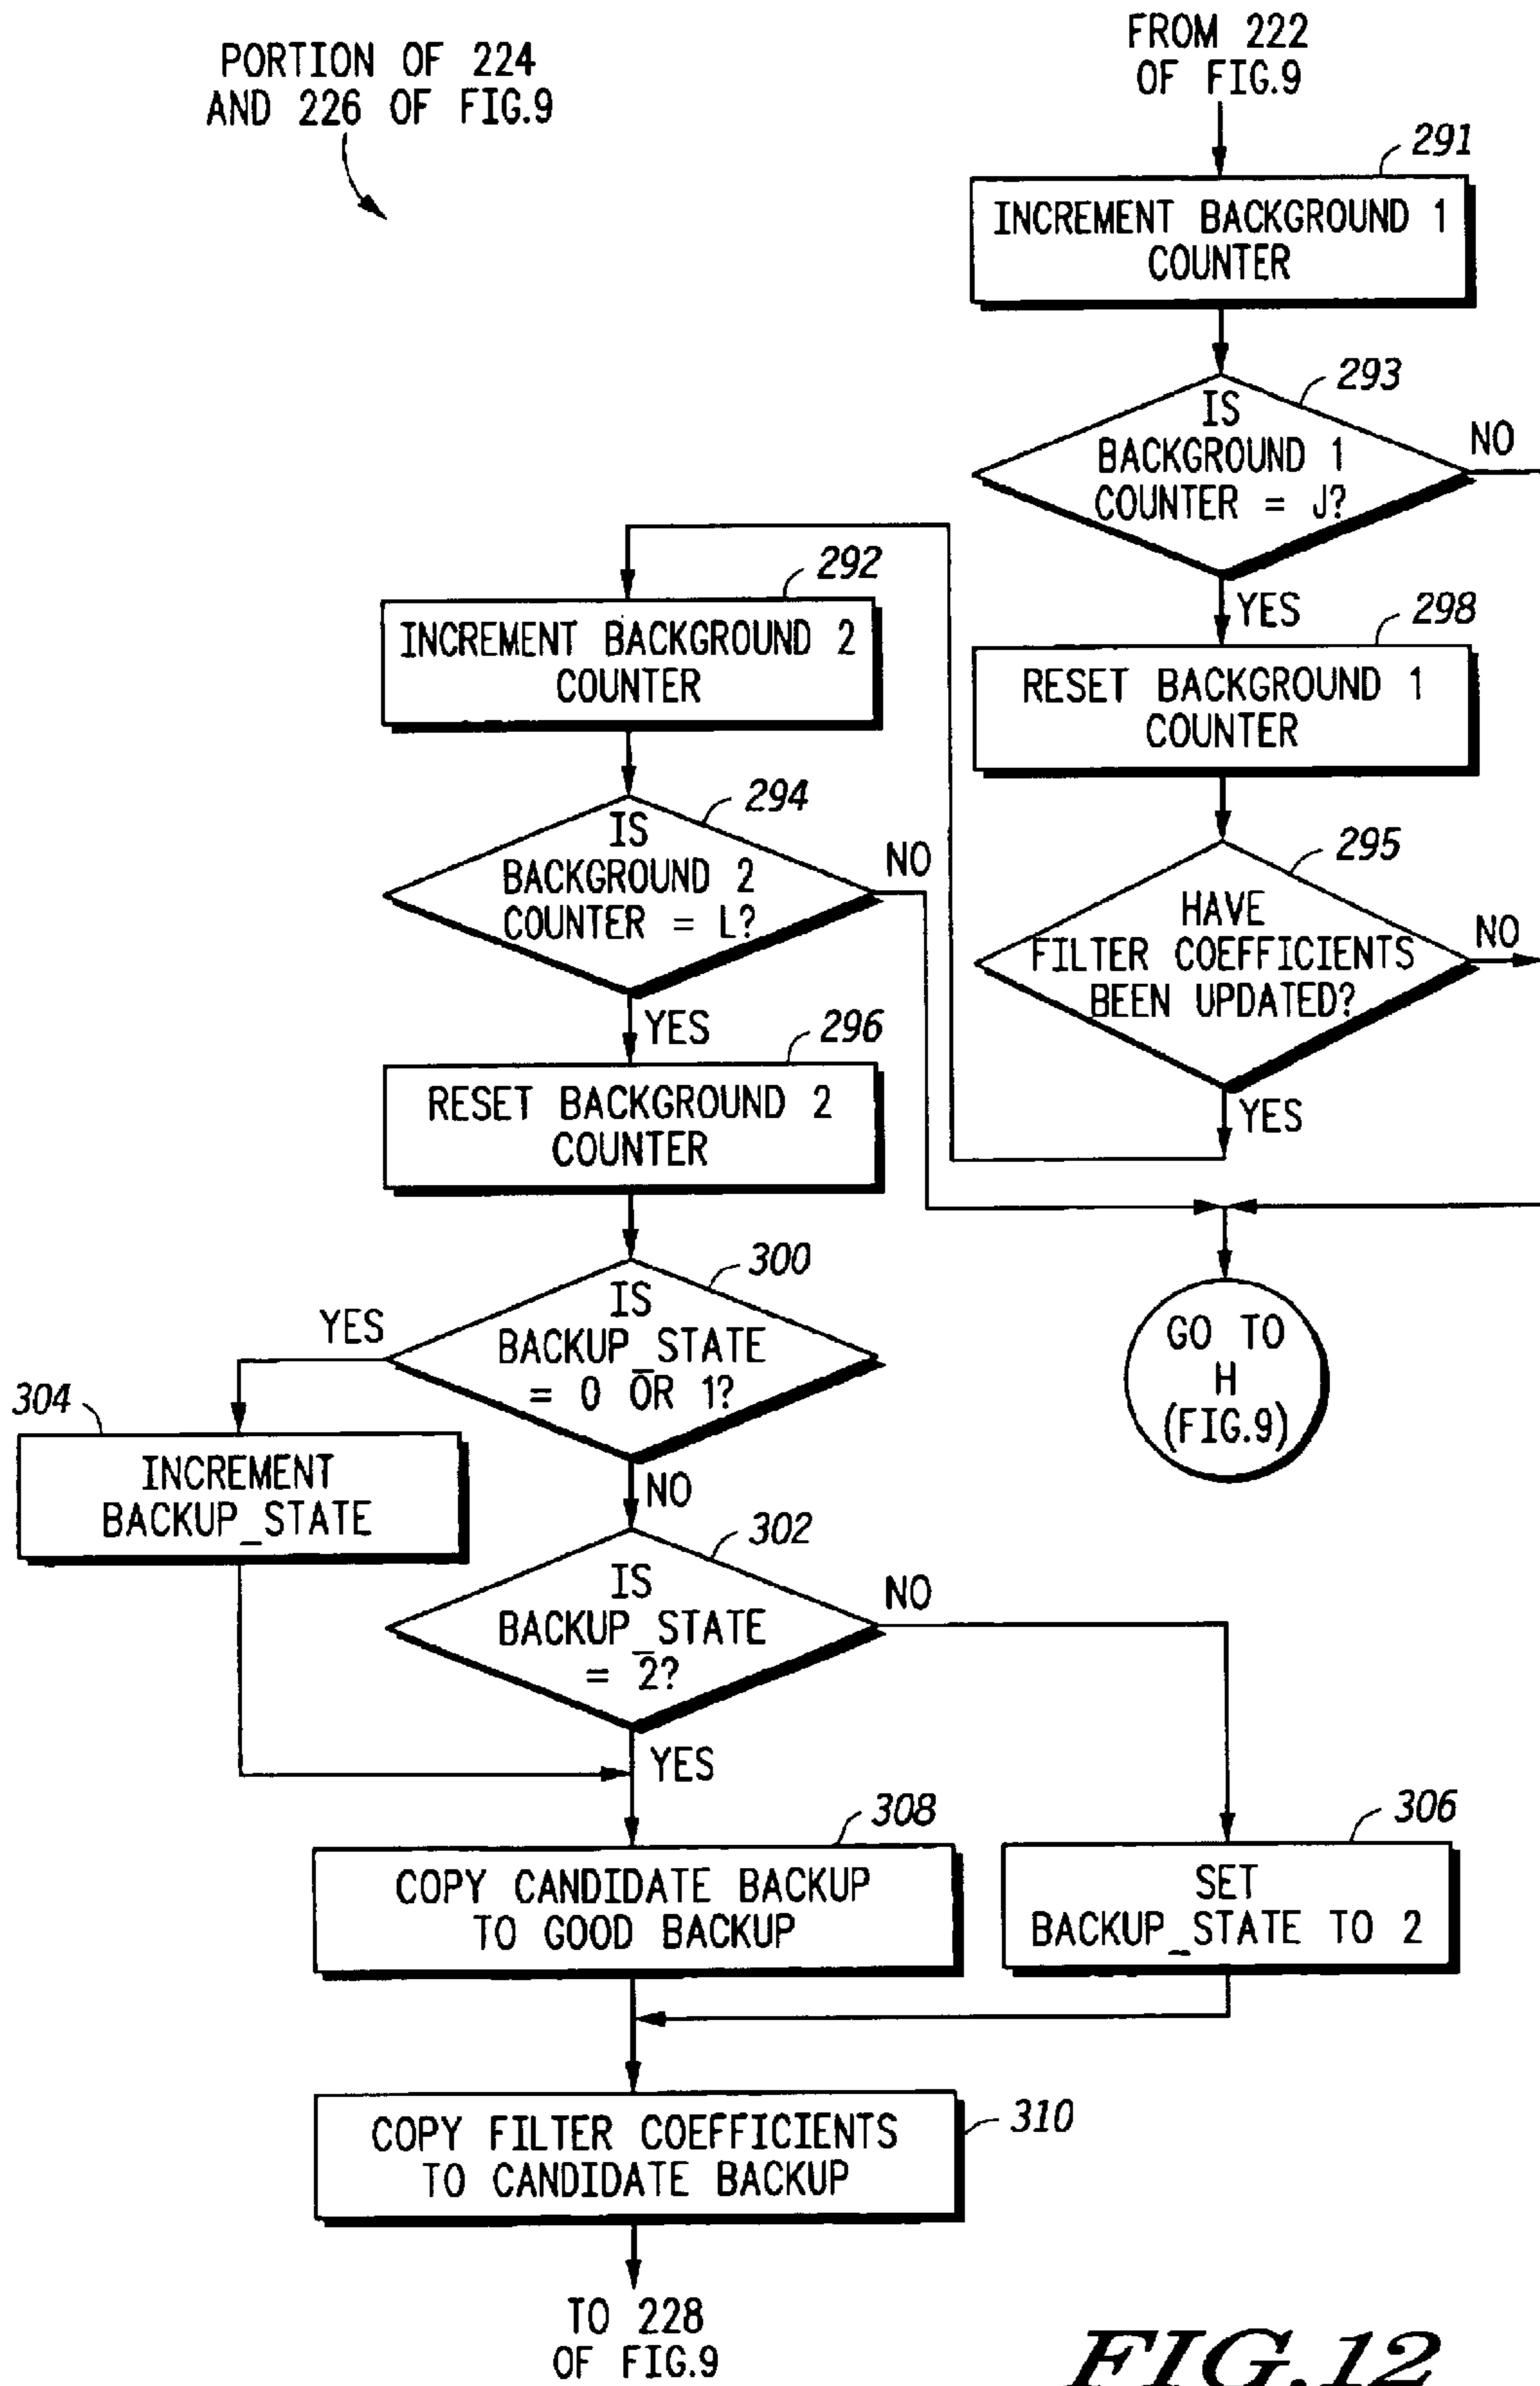 PORTION OF 224
AND 226 OF FIG.9
FROM 222
OF FIG.9
291
INCREMENT BACKGROUND 1
COUNTER
293
IS
BACKGROUND 1
COUNTER = J?
NO
YES
298
RESET BACKGROUND 1
COUNTER
295
HAVE
FILTER COEFFICIENTS
BEEN UPDATED?
NO
YES
292
INCREMENT BACKGROUND 2
COUNTER
294
IS
BACKGROUND 2
COUNTER = L?
NO
YES
296
RESET BACKGROUND 2
COUNTER
300
IS
BACKUP_STATE
= 0 OR 1?
YES
NO
GO TO
H
(FIG.9)
304
INCREMENT
BACKUP_STATE
302
IS
BACKUP_STATE
= 2?
NO
YES
308
COPY CANDIDATE BACKUP
TO GOOD BACKUP
306
SET
BACKUP_STATE TO 2
310
COPY FILTER COEFFICIENTS
TO CANDIDATE BACKUP
TO 228
OF FIG.9
FIG.12